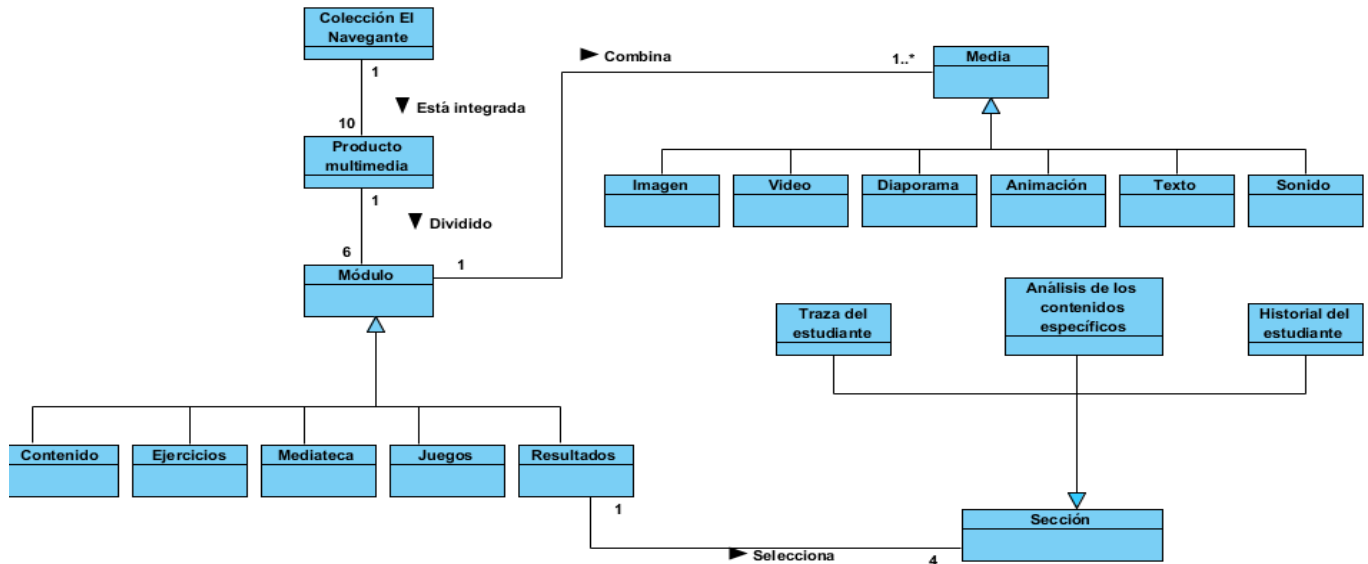 Colección El
Navegante
1
Está integrada
10
Producto
multimedia
1
Dividido
6
Módulo
1
Combina
1..*
Media
Imagen
Video
Diaporama
Animación
Texto
Sonido
Traza del
estudiante
Análisis de los
contenidos
específicos
Historial del
estudiante
Contenido
Ejercicios
Mediateca
Juegos
Resultados
1
Selecciona
4
Sección